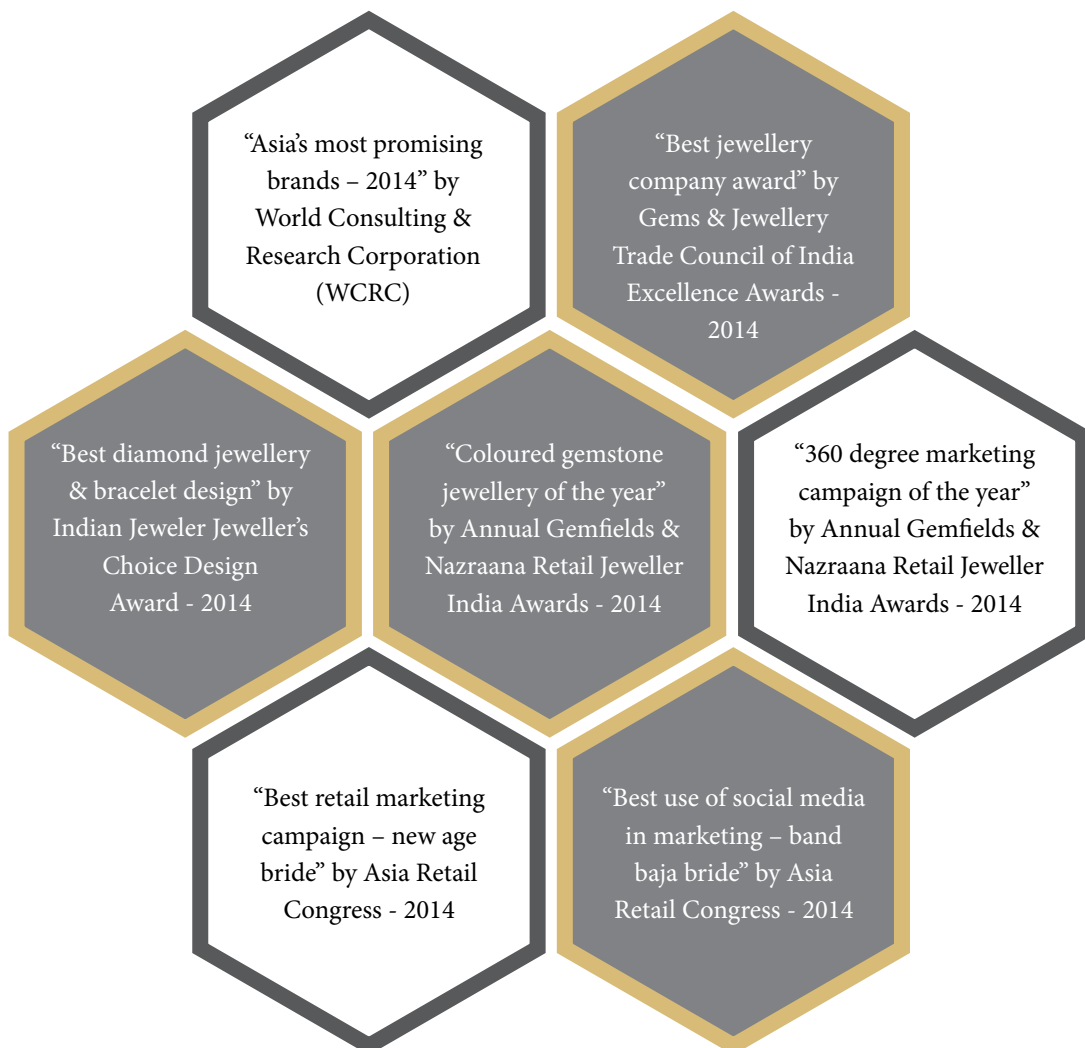 “Asia’s most promising
brands – 2014” by
World Consulting &
Research Corporation
(WCRC)
“Best jewellery
company award” by
Gems & Jewellery
Trade Council of India
Excellence Awards -
2014
“Best diamond jewellery
& bracelet design” by
Indian Jeweler Jeweller’s
Choice Design
Award - 2014
“Coloured gemstone
jewellery of the year”
by Annual Gemfields &
Nazraana Retail Jeweller
India Awards - 2014
“360 degree marketing
campaign of the year”
by Annual Gemfields &
Nazraana Retail Jeweller
India Awards - 2014
“Best retail marketing
campaign – new age
bride” by Asia Retail
Congress - 2014
“Best use of social media
in marketing – band
baja bride” by Asia
Retail Congress - 2014